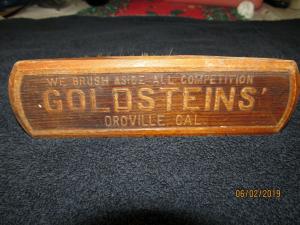 WE BRUSH ASIDE ALL COMPETITION
GOLDSTEINS'
OROVILLE, CAL.
06/02/2019